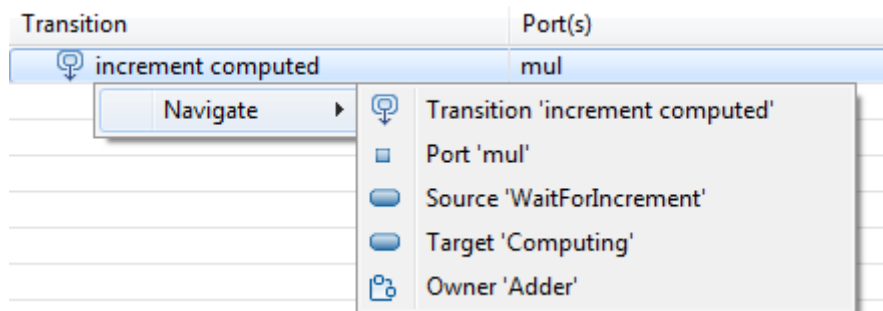 Transition Port(s)
increment computed mul
Navigate Transition 'increment computed'
Port 'mul'
Source 'WaitForIncrement'
Target 'Computing'
Owner 'Adder'